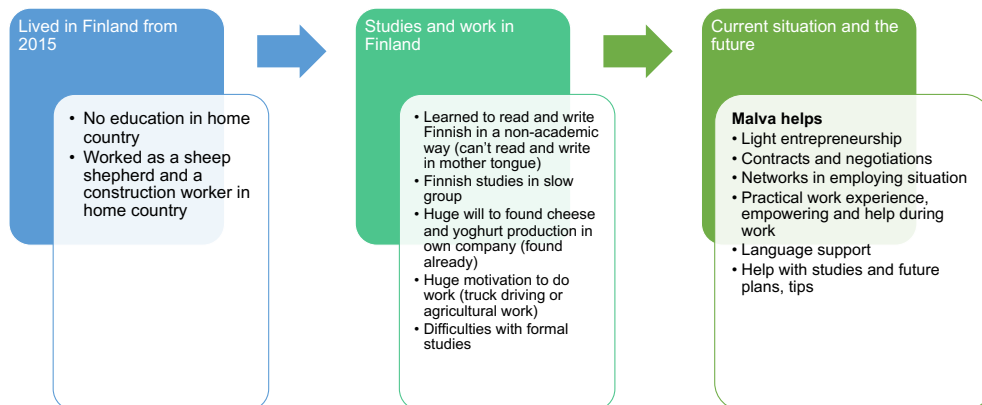 Lived in Finland from
2015
• No education in home
country
• Worked as a sheep
shepherd and a
construction worker in
home country
Studies and work in
Finland
• Learned to read and write
Finnish in a non-academic
way (can't read and write
in mother tongue)
• Finnish studies in slow
group
• Huge will to found cheese
and yoghurt production in
own company (found
already)
• Huge motivation to do
work (truck driving or
agricultural work)
• Difficulties with formal
studies
Current situation and the
future
Malva helps
• Light entrepreneurship
• Contracts and negotiations
• Networks in employing situation
• Practical work experience,
empowering and help during
work
• Language support
• Help with studies and future
plans, tips